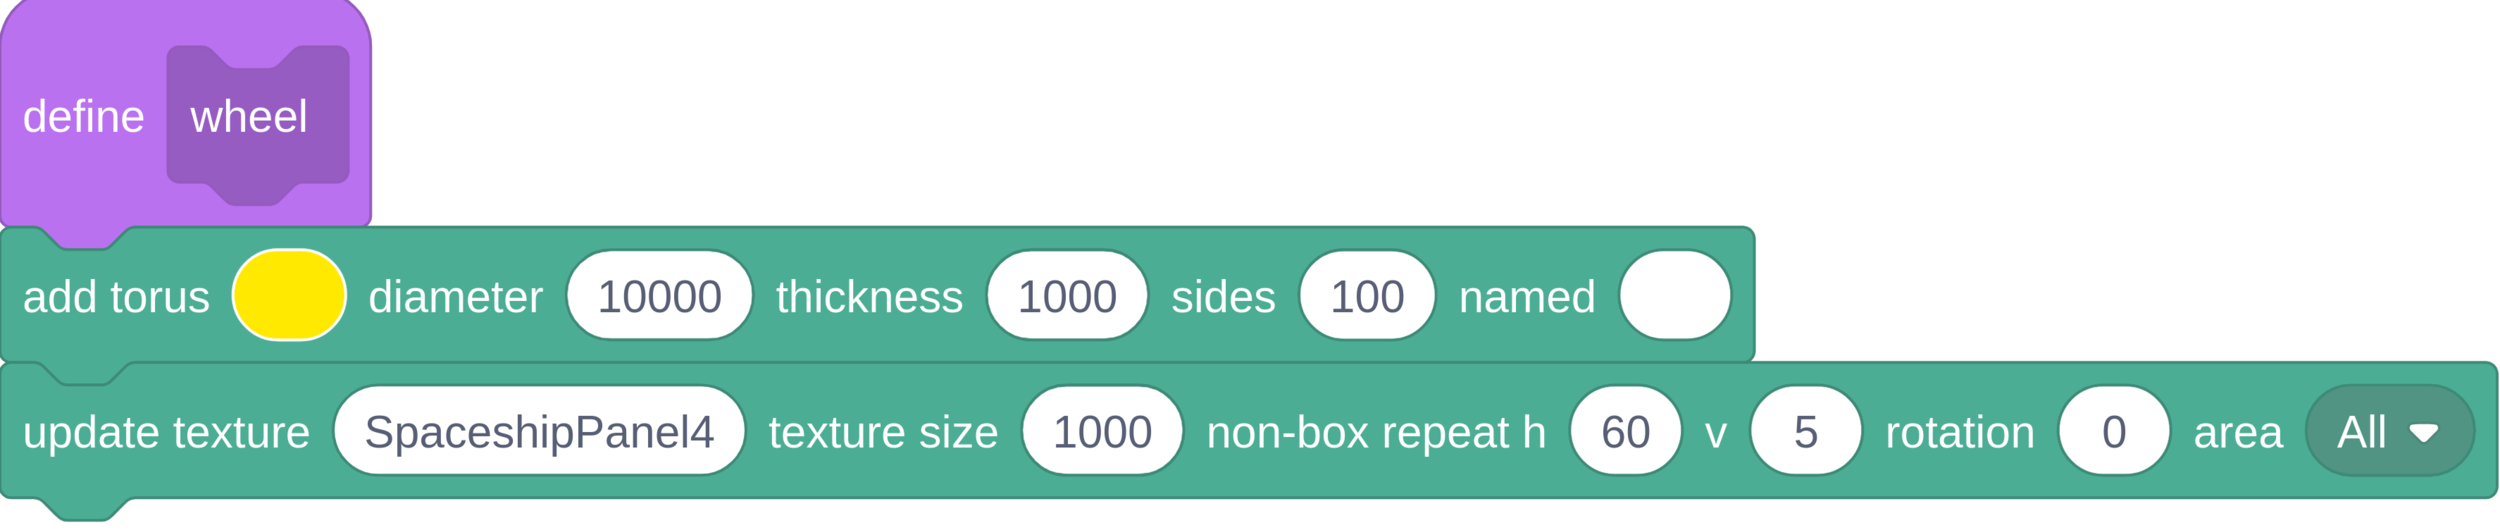 define wheel
add torus diameter 10000 thickness 1000 sides 100 named
update texture SpaceshipPanel4 texture size 1000 non-box repeat h 60 v 5 rotation 0 area All